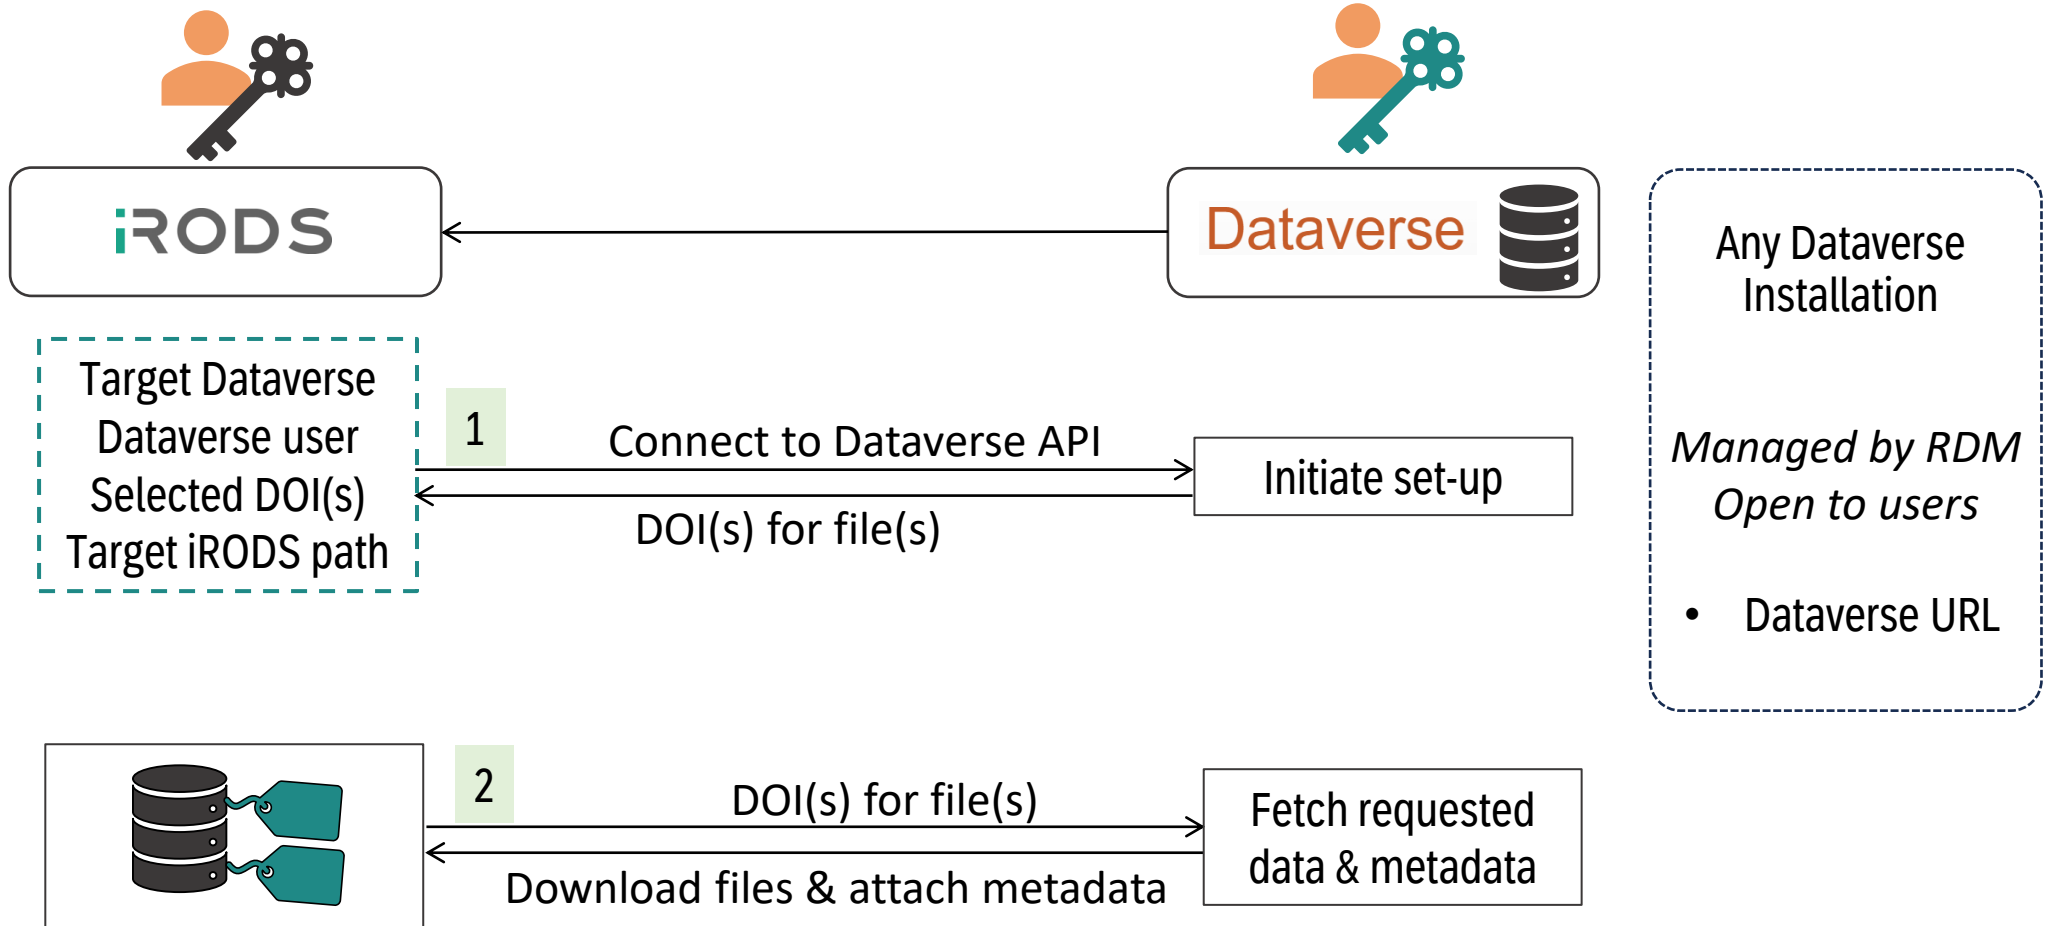 iRODS
Dataverse
Any Dataverse
Installation
Managed by RDM
Open to users
• Dataverse URL
Target Dataverse
Dataverse user
Selected DOI(s)
Target iRODS path
1
Connect to Dataverse API
DOI(s) for file(s)
Initiate set-up
2
DOI(s) for file(s)
Download files & attach metadata
Fetch requested
data & metadata